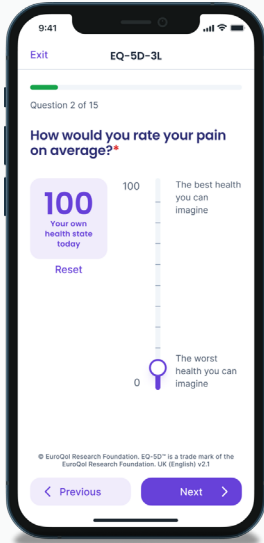 9:41
Exit
EQ-5D-3L
Question 2 of 15
How would you rate your pain
on average?*
100
Your own
health state
today
Reset
100
The best health
you can
imagine
The worst
health you can
imagine
0
© EuroQol Research Foundation. EQ-5D™ is a trade mark of the
EuroQol Research Foundation. UK (English) v2.1
Previous
Next